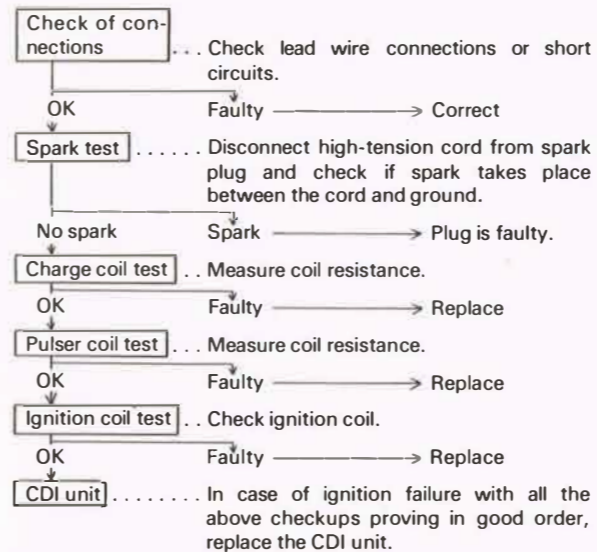 Check of con-
nections . . . Check lead wire connections or short
circuits.
OK Faulty Correct
Spark test . . . . . . Disconnect high-tension cord from spark
plug and check if spark takes place
between the cord and ground.
No spark Spark Plug is faulty.
Charge coil test . . Measure coil resistance.
OK Faulty Replace
Pulser coil test . . . Measure coil resistance.
OK Faulty Replace
Ignition coil test . . Check ignition coil.
OK Faulty Replace
CDI unit . . . . . . . . In case of ignition failure with all the
above checkups proving in good order,
replace the CDI unit.